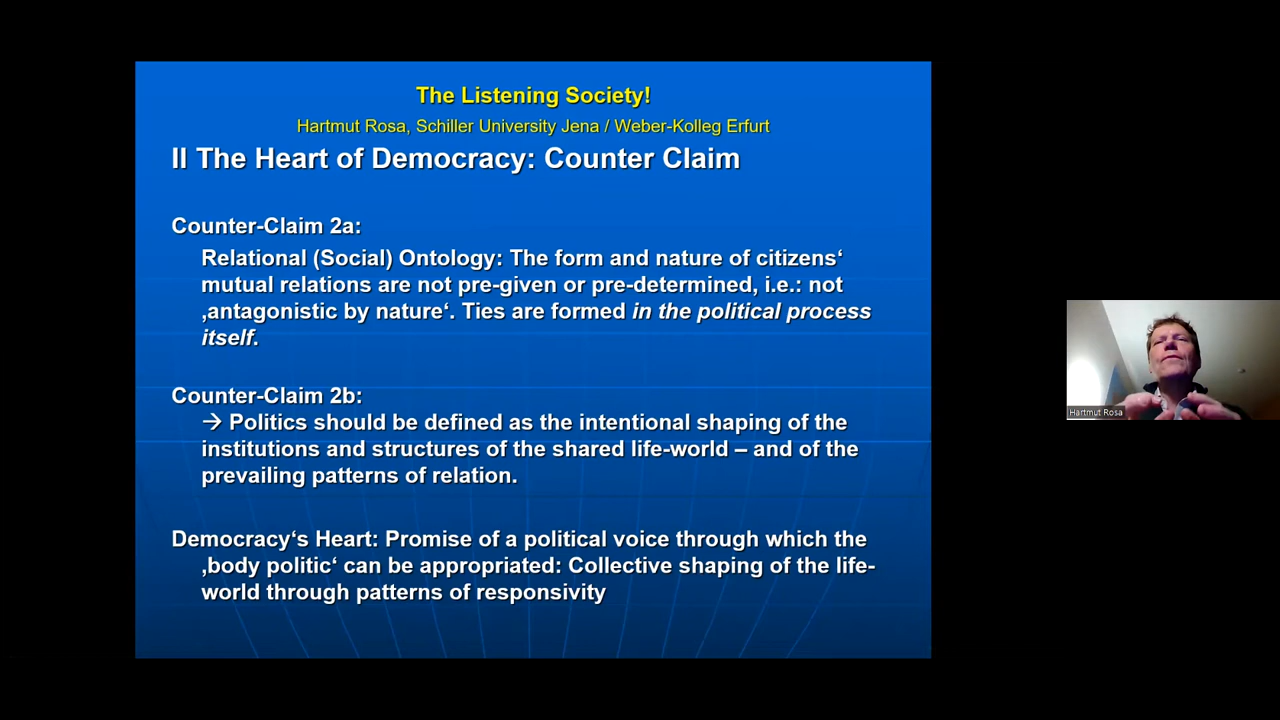 The Listening Society!
Hartmut Rosa, Schiller University Jena / Weber-Kolleg Erfurt
II The Heart of Democracy: Counter Claim
Counter-Claim 2a:
Relational (Social) Ontology: The form and nature of citizens‘
mutual relations are not pre-given or pre-determined, i.e.: not
‚antagonistic by nature‘. Ties are formed in the political process
itself.
Counter-Claim 2b:
→ Politics should be defined as the intentional shaping of the
institutions and structures of the shared life-world – and of the
prevailing patterns of relation.
Democracy‘s Heart: Promise of a political voice through which the
‚body politic‘ can be appropriated: Collective shaping of the life-
world through patterns of responsivity
Hartmut Rosa